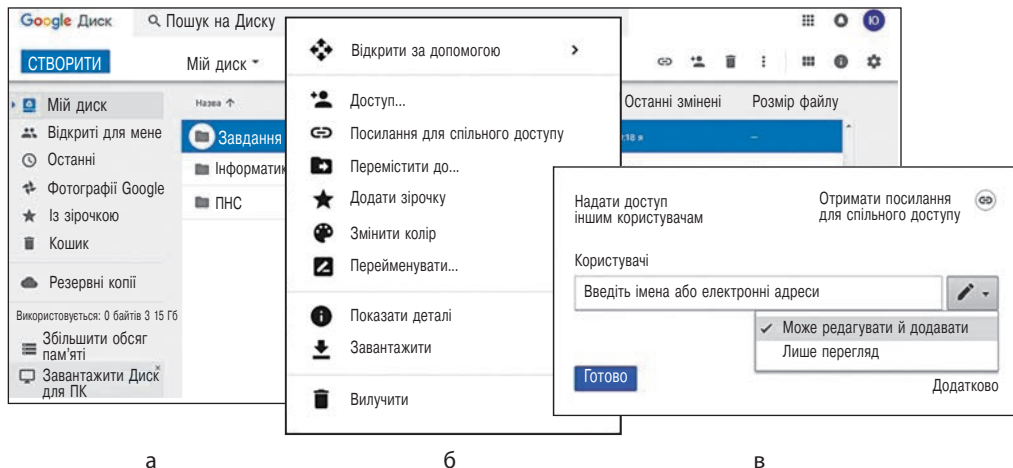 Google Диск
Пошук на Диску
Ю
СТВОРИТИ
Мій диск
Мій диск
Відкриті для мене
Останні
Фотографії Google
Із зірочкою
Кошик
Резервні копії
Використовується: 0 байтів З 15 Гб
Збільшити обсяг
пам'яті
Завантажити Диск
для ПК
Назва
Завдання
Інформатик
ПНС
Останні змінені
Розмір файлу
Відкрити за допомогою
Доступ...
Посилання для спільного доступу
Перемістити до...
Додати зірочку
Змінити колір
Перейменувати...
Показати деталі
Завантажити
Вилучити
Надати доступ
іншим користувачам
Отримати посилання
для спільного доступу
Користувачі
Введіть імена або електронні адреси
Може редагувати й додавати
Лише перегляд
Готово
Додатково
а
б
в